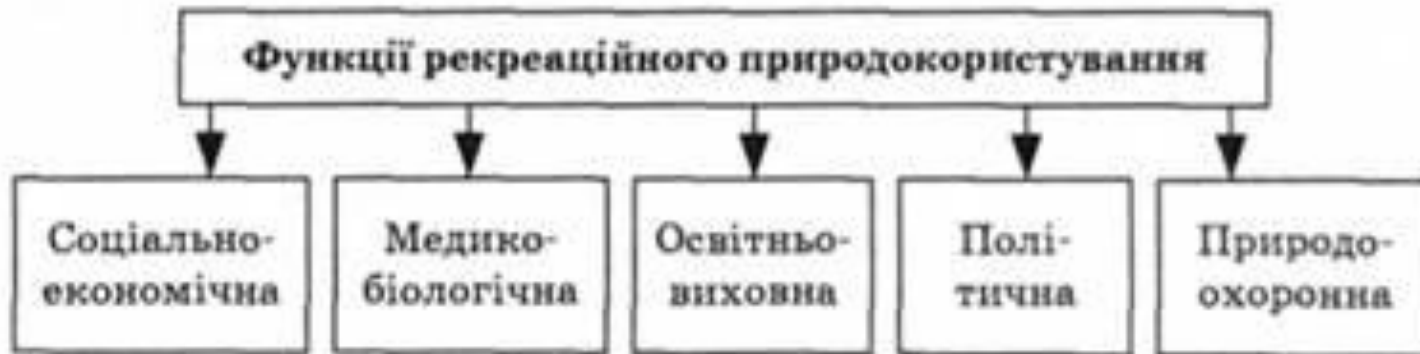 Функції рекреаційного природокористування
Соціально-
економічна
Медико-
біологічна
Освітньо-
виховна
Полі-
тична
Природо-
охоронна